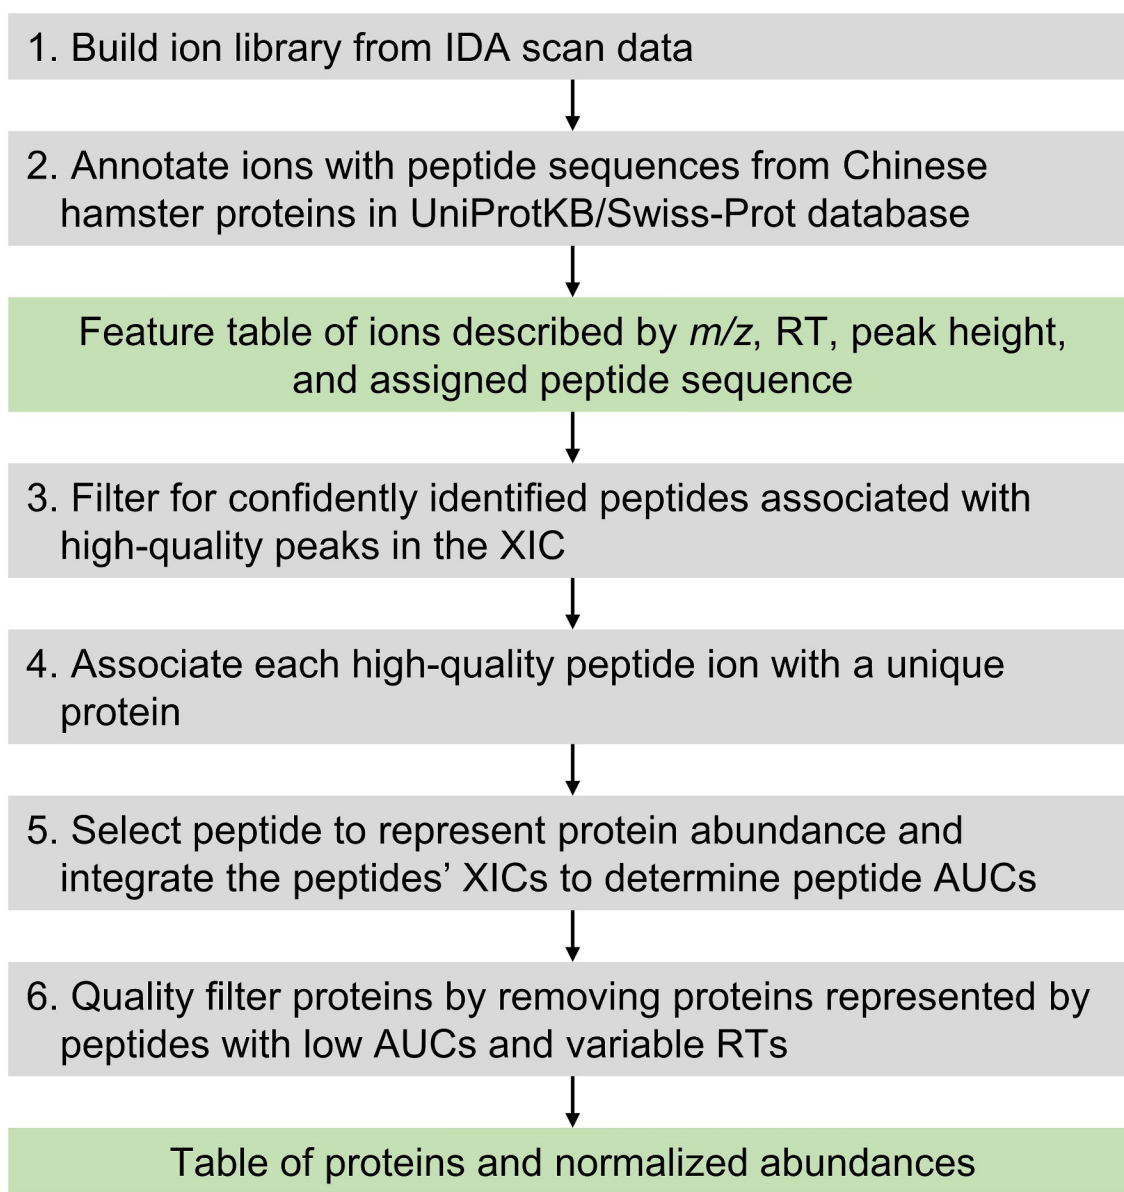 1. Build ion library from IDA scan data
2. Annotate ions with peptide sequences from Chinese
hamster proteins in UniProtKB/Swiss-Prot database
Feature table of ions described by m/z, RT, peak height,
and assigned peptide sequence
3. Filter for confidently identified peptides associated with
high-quality peaks in the XIC
4. Associate each high-quality peptide ion with a unique
protein
5. Select peptide to represent protein abundance and
integrate the peptides’ XICs to determine peptide AUCs
6. Quality filter proteins by removing proteins represented by
peptides with low AUCs and variable RTs
Table of proteins and normalized abundances